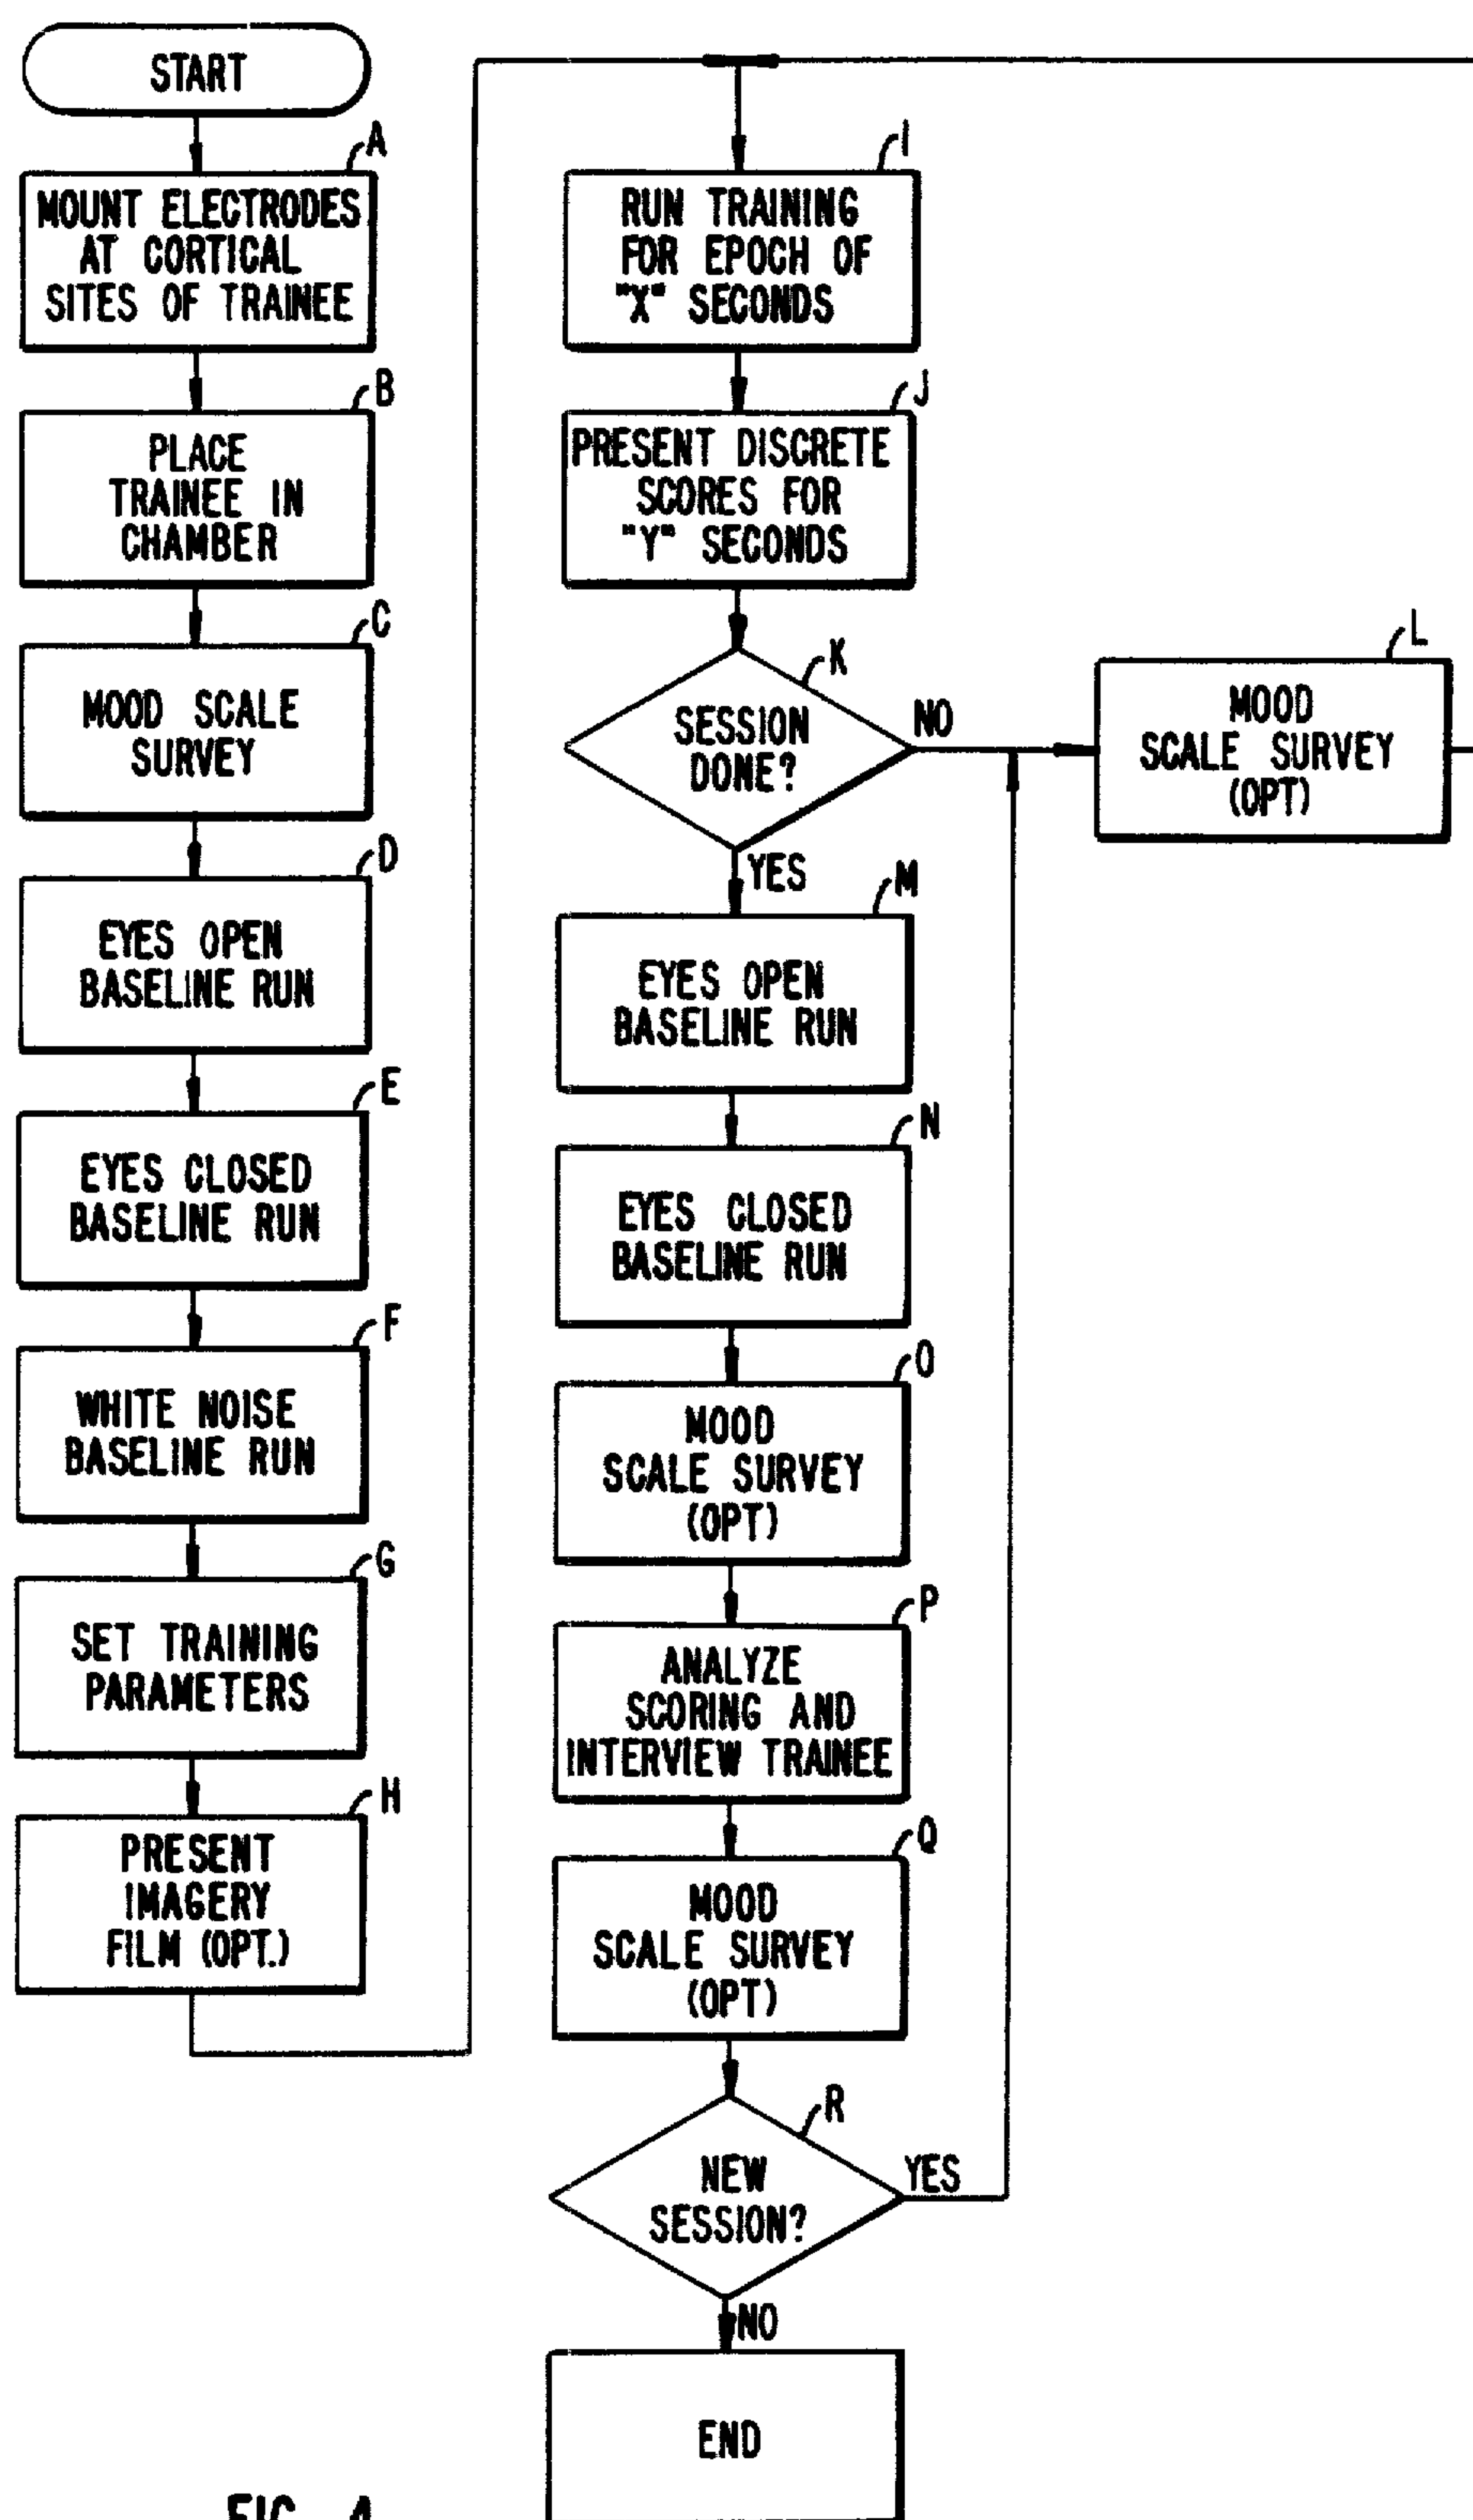 START
A
MOUNT ELECTRODES
AT CORTICAL
SITES OF TRAINEE
B
PLACE
TRAINEE IN
CHAMBER
C
MOOD SCALE
SURVEY
D
EYES OPEN
BASELINE RUN
E
EYES CLOSED
BASELINE RUN
F
WHITE NOISE
BASELINE RUN
G
SET TRAINING
PARAMETERS
H
PRESENT
IMAGERY
FILM (OPT.)
I
RUN TRAINING
FOR EPOCH OF
"X" SECONDS
J
PRESENT DISCRETE
SCORES FOR
"Y" SECONDS
K
SESSION
DONE?
NO
YES
L
MOOD
SCALE SURVEY
(OPT)
M
EYES OPEN
BASELINE RUN
N
EYES CLOSED
BASELINE RUN
O
MOOD
SCALE SURVEY
(OPT)
P
ANALYZE
SCORING AND
INTERVIEW TRAINEE
Q
MOOD
SCALE SURVEY
(OPT)
R
NEW
SESSION?
YES
NO
END
FIG. 4